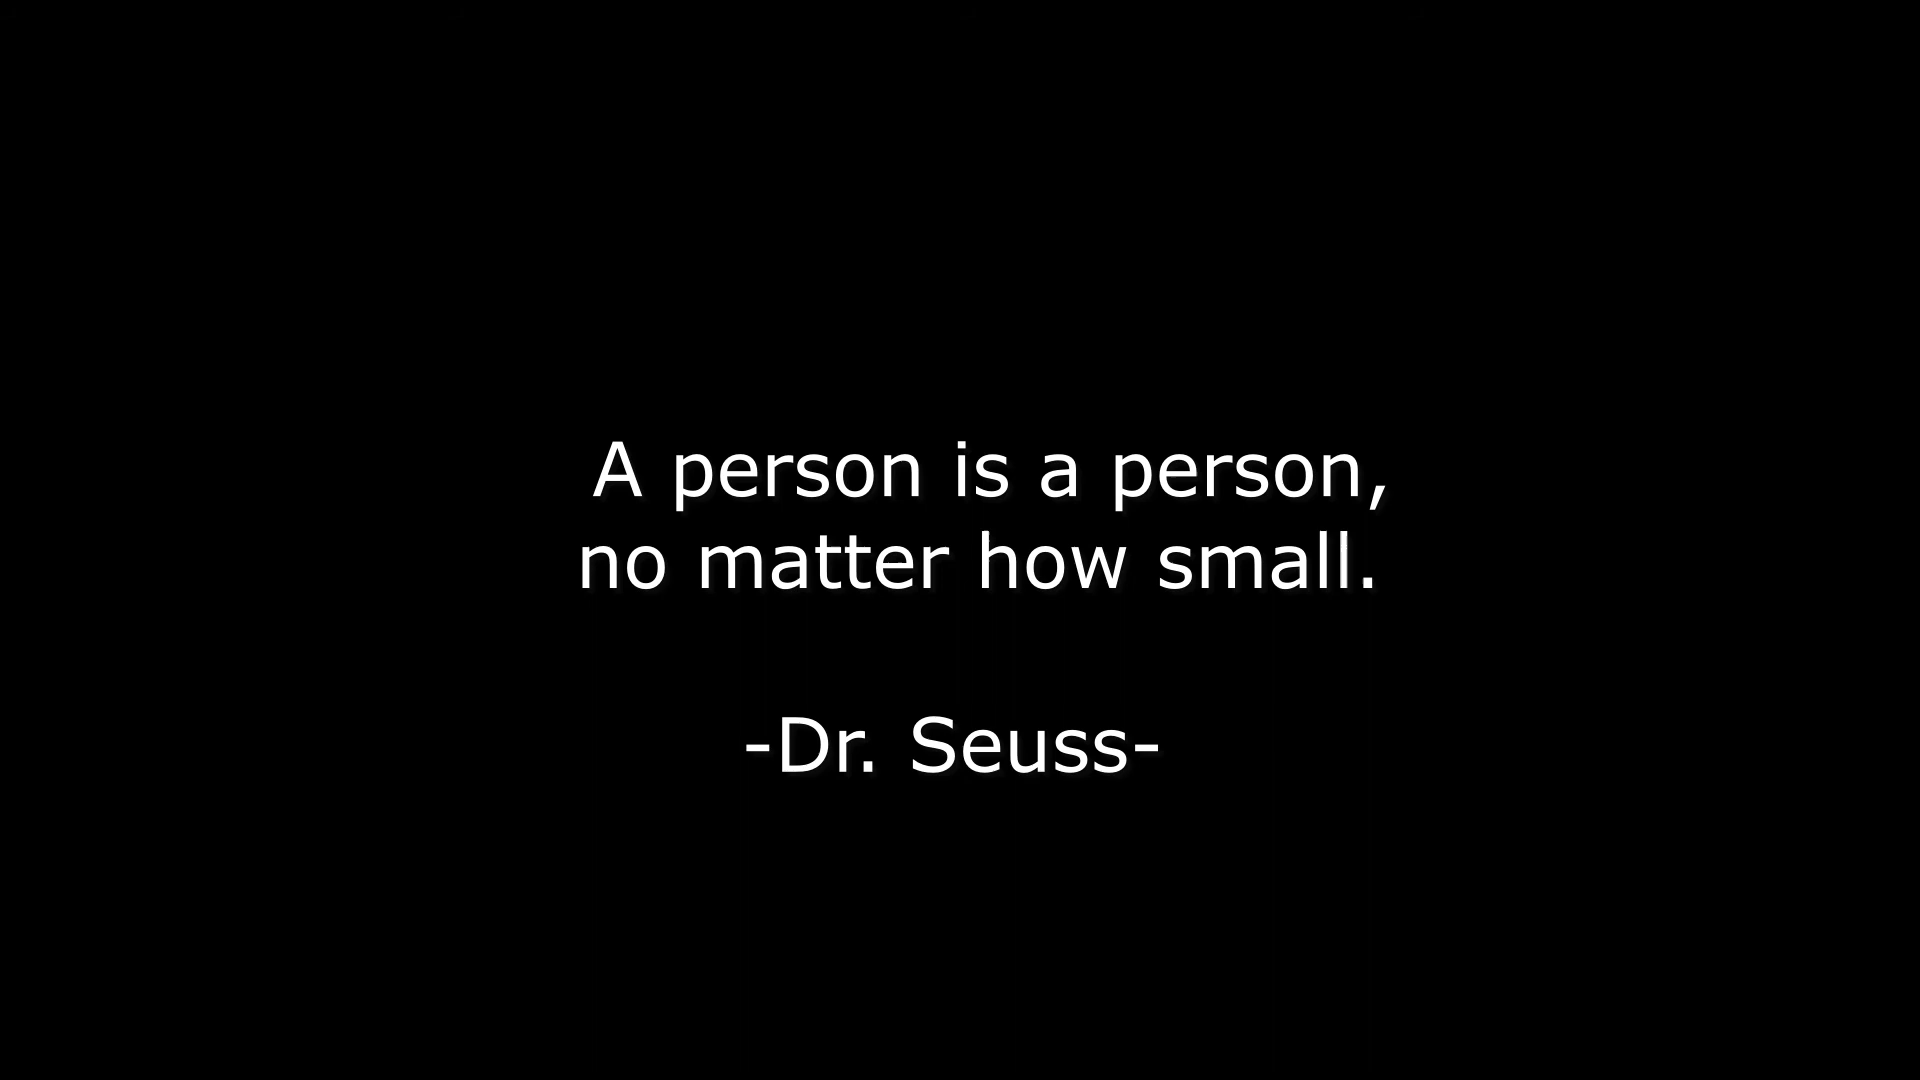 A person is a person,
no matter how small.
-Dr. Seuss-